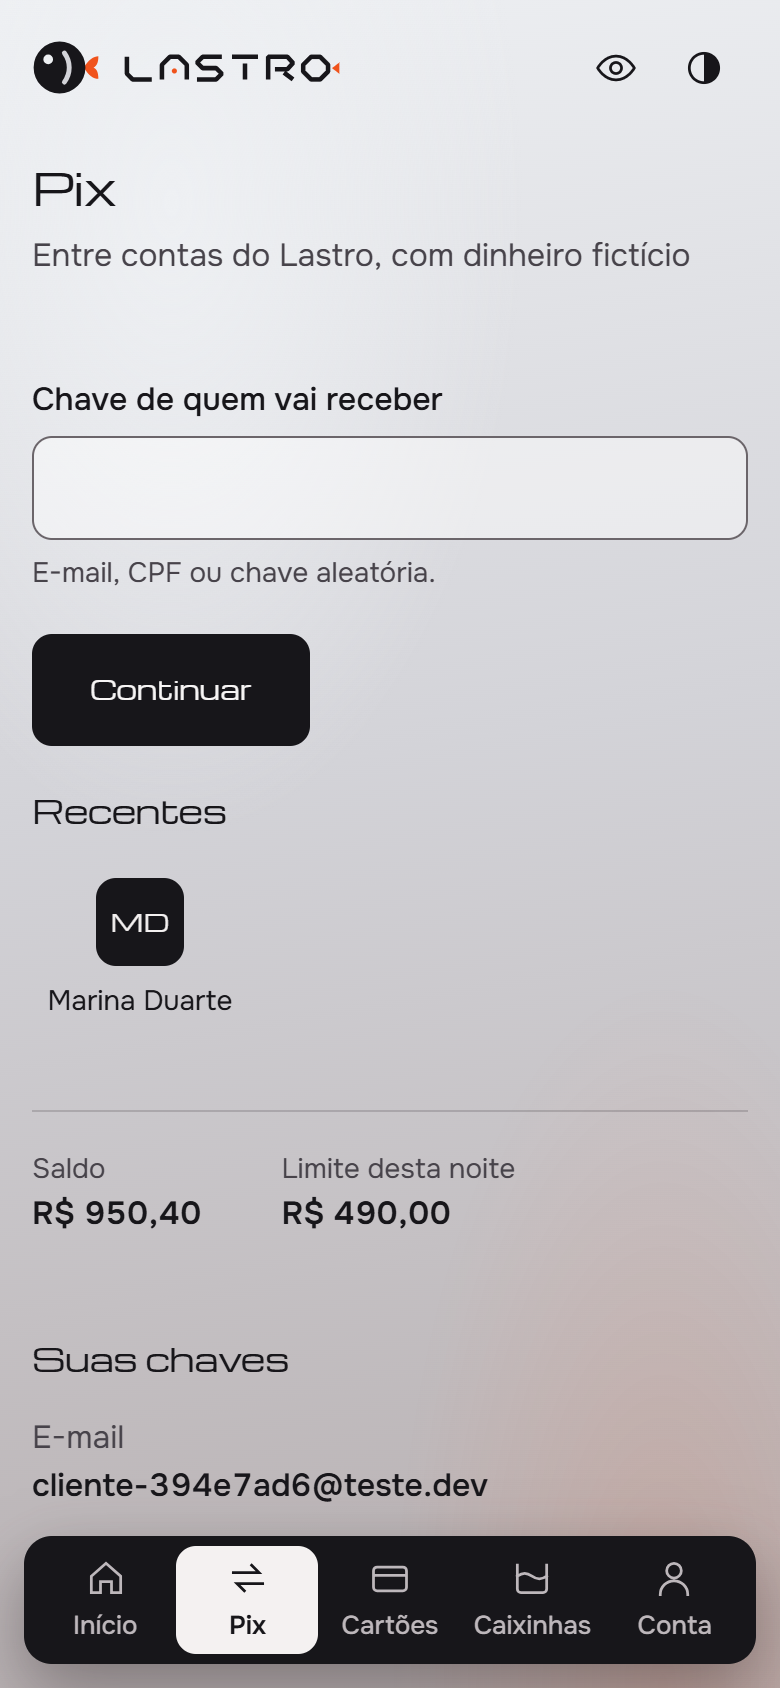 LASTRO
Pix
Entre contas do Lastro, com dinheiro fictício
Chave de quem vai receber
E-mail, CPF ou chave aleatória.
Continuar
Recentes
MD
Marina Duarte
Saldo
R$ 950,40
Limite desta noite
R$ 490,00
Suas chaves
E-mail
cliente-394e7ad6@teste.dev
Início
Pix
Cartões
Caixinhas
Conta